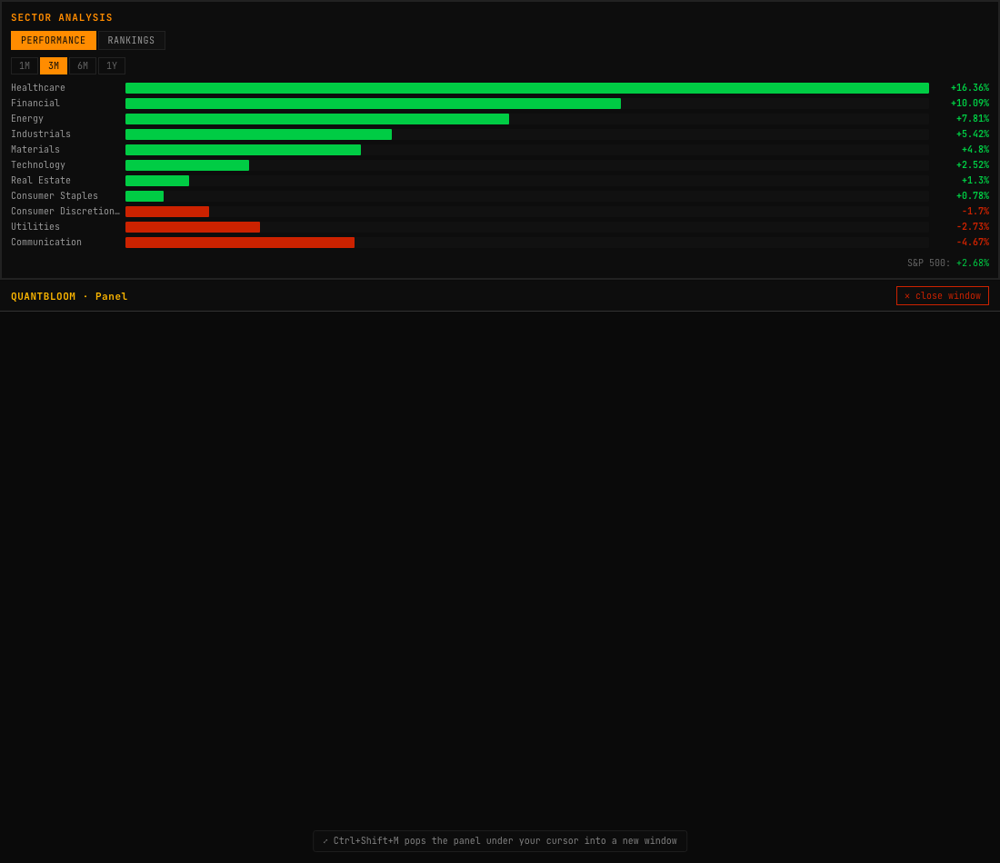 SECTOR ANALYSIS
PERFORMANCE RANKINGS
1M 3M 6M 1Y
Healthcare +16.36%
Financial +10.09%
Energy +7.81%
Industrials +5.42%
Materials +4.8%
Technology +2.52%
Real Estate +1.3%
Consumer Staples +0.78%
Consumer Discretion… -1.7%
Utilities -2.73%
Communication -4.67%
S&P 500: +2.68%
QUANTBLOOM · Panel × close window
⤢ Ctrl+Shift+M pops the panel under your cursor into a new window